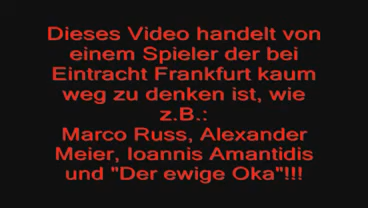 Dieses Video handelt von
einem Spieler der bei
Eintracht Frankfurt kaum
weg zu denken ist, wie
z.B.:
Marco Russ, Alexander
Meier, Ioannis Amantidis
und "Der ewige Oka"!!!